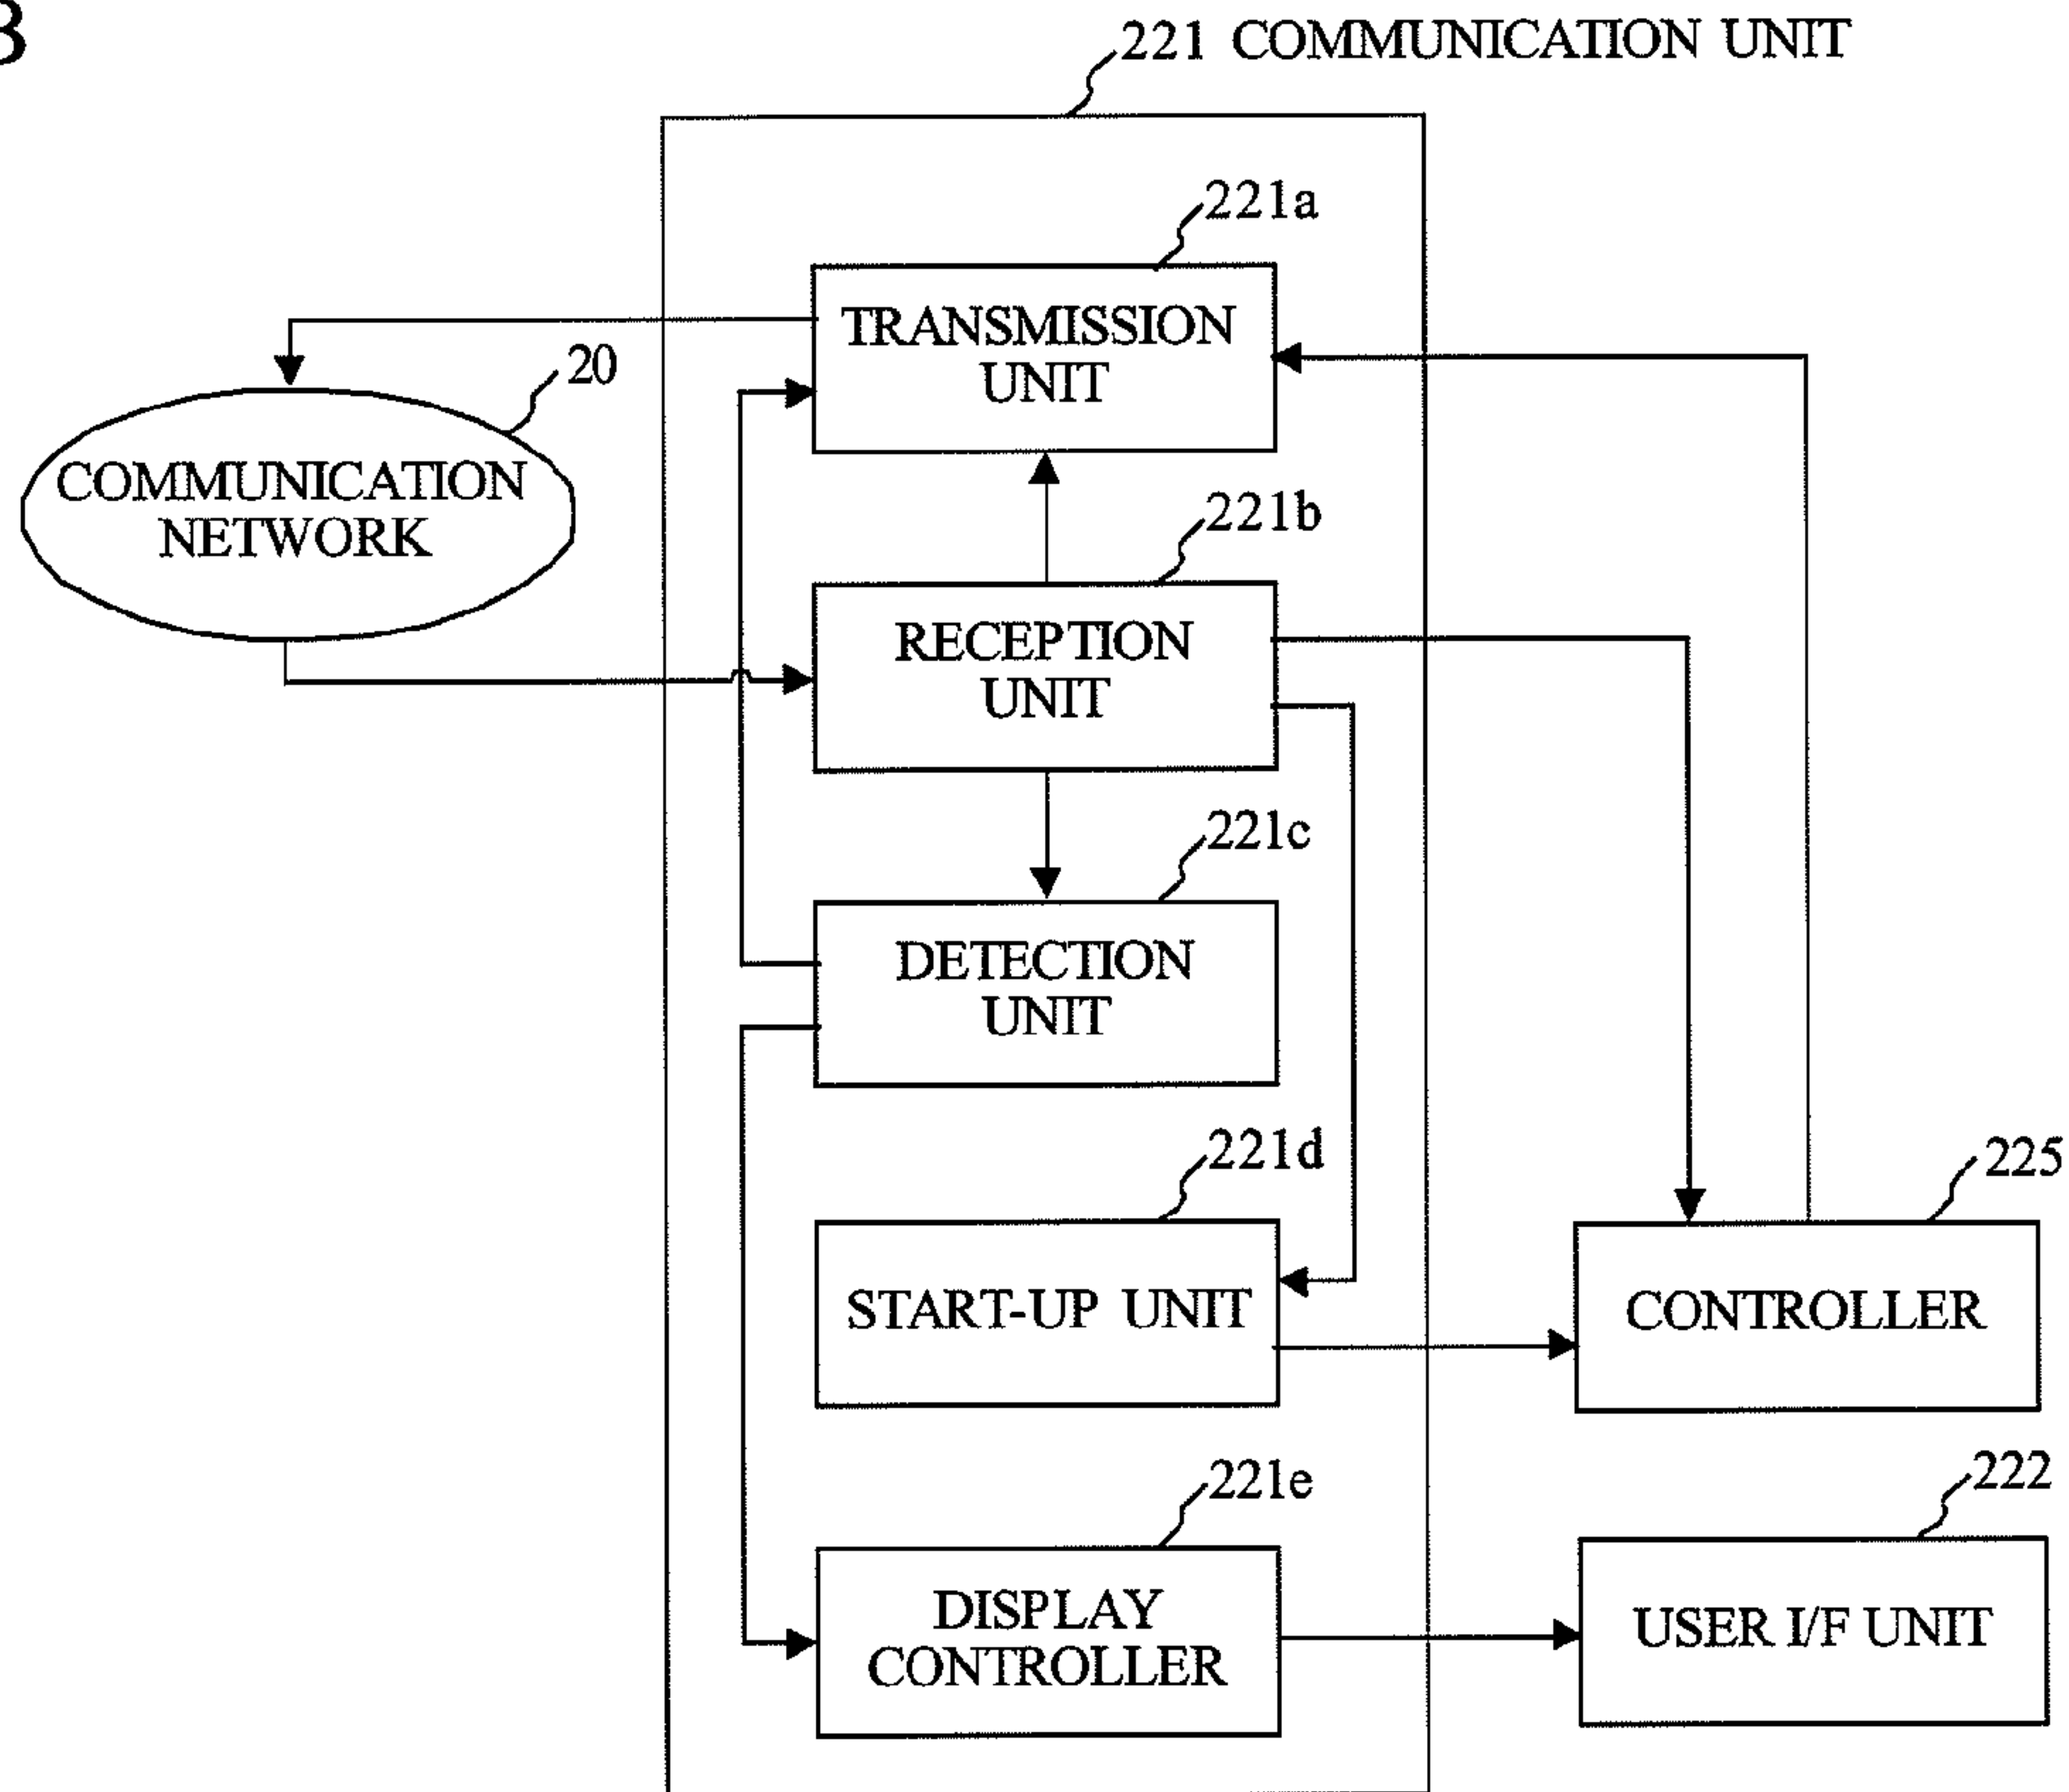 3
221 COMMUNICATION UNIT
221a
TRANSMISSION
UNIT
20
COMMUNICATION
NETWORK
221b
RECEPTION
UNIT
221c
DETECTION
UNIT
221d
START-UP UNIT
225
CONTROLLER
221e
DISPLAY
CONTROLLER
222
USER I/F UNIT